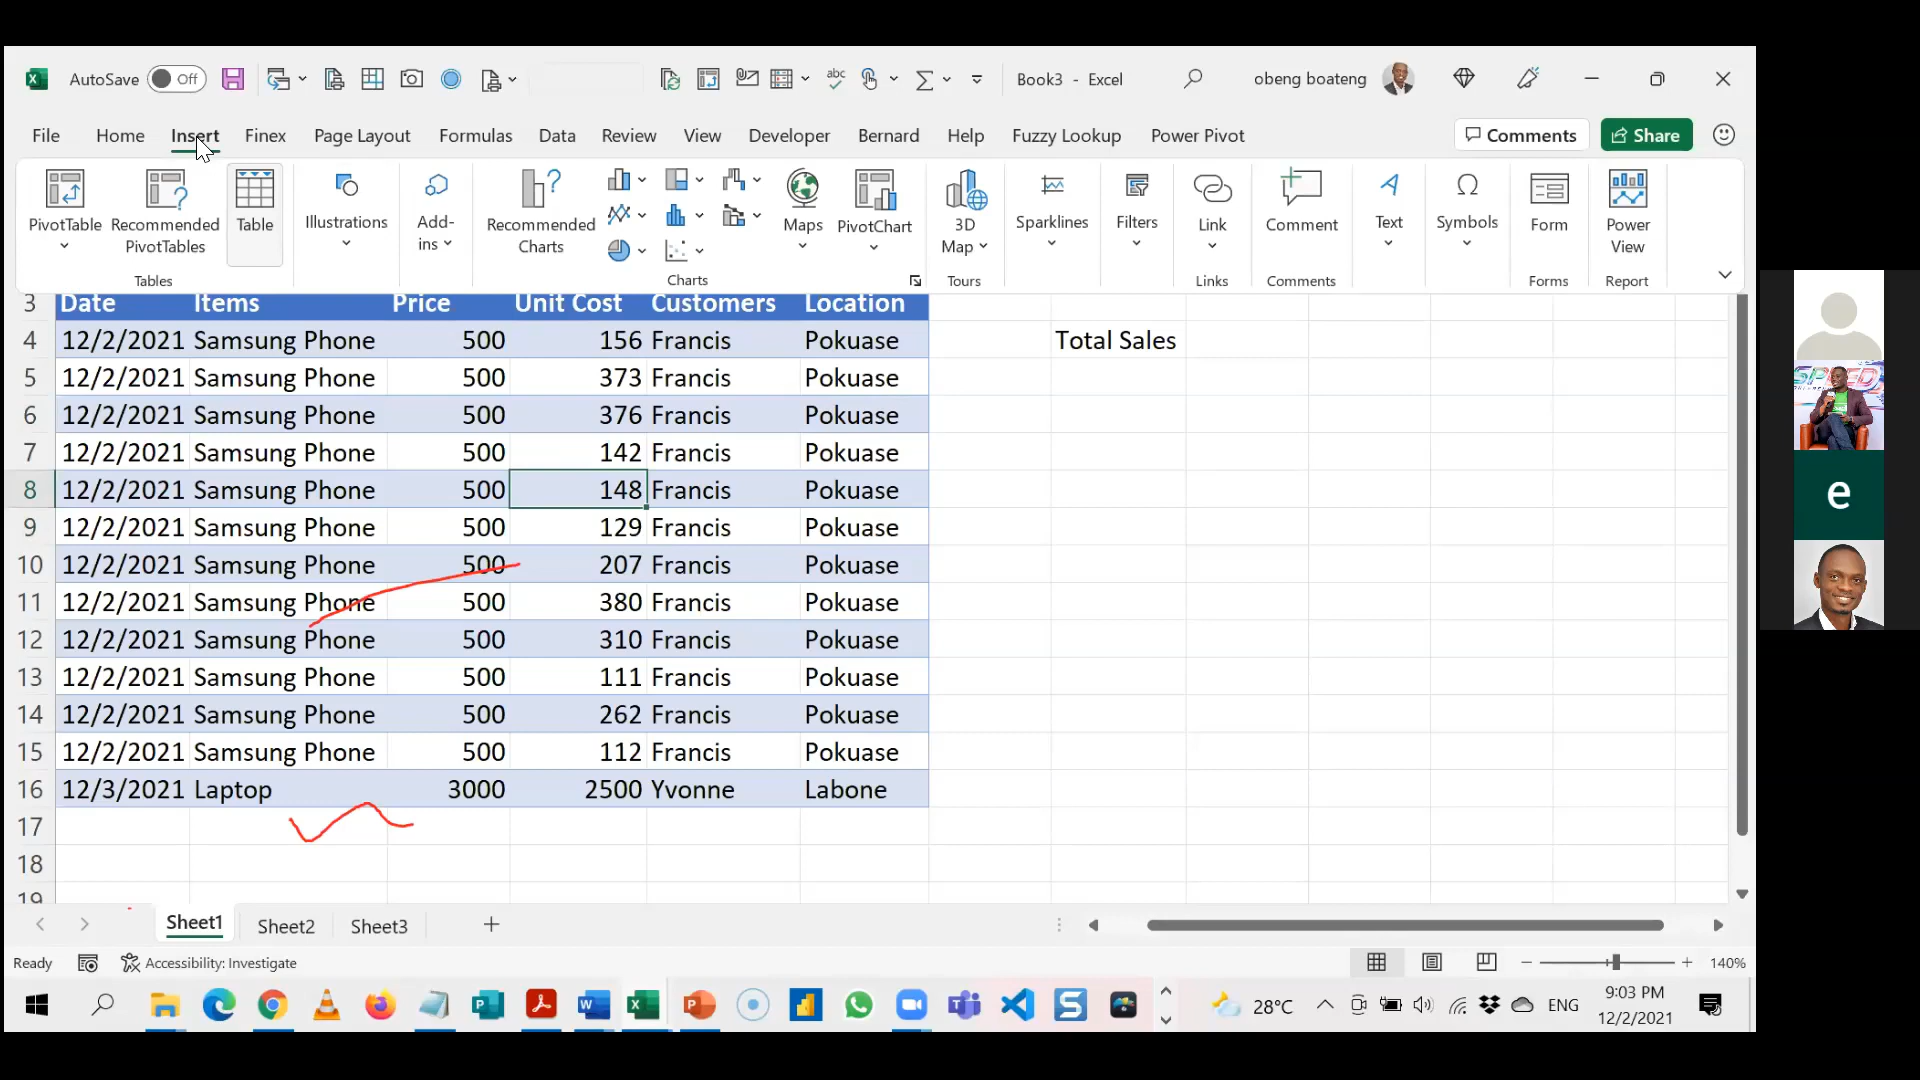 AutoSave Off
abc
Book3 - Excel
obeng boateng
File Home Insert Finex Page Layout Formulas Data Review View Developer Bernard Help Fuzzy Lookup Power Pivot
Comments Share
PivotTable
Recommended PivotTables
Table
Illustrations
Add-ins
Recommended Charts
Maps
PivotChart
3D Map
Sparklines
Filters
Link
Comment
Text
Symbols
Form
Power View
Tables Charts Tours Links Comments Forms Report
3 Date Items Price Unit Cost Customers Location
4 12/2/2021 Samsung Phone 500 156 Francis Pokuase Total Sales
5 12/2/2021 Samsung Phone 500 373 Francis Pokuase
6 12/2/2021 Samsung Phone 500 376 Francis Pokuase
7 12/2/2021 Samsung Phone 500 142 Francis Pokuase
8 12/2/2021 Samsung Phone 500 148 Francis Pokuase
9 12/2/2021 Samsung Phone 500 129 Francis Pokuase
10 12/2/2021 Samsung Phone 500 207 Francis Pokuase
11 12/2/2021 Samsung Phone 500 380 Francis Pokuase
12 12/2/2021 Samsung Phone 500 310 Francis Pokuase
13 12/2/2021 Samsung Phone 500 111 Francis Pokuase
14 12/2/2021 Samsung Phone 500 262 Francis Pokuase
15 12/2/2021 Samsung Phone 500 112 Francis Pokuase
16 12/3/2021 Laptop 3000 2500 Yvonne Labone
17
18
19
Sheet1 Sheet2 Sheet3
Ready Accessibility: Investigate 140%
28°C ENG 9:03 PM
12/2/2021
SPEED
e